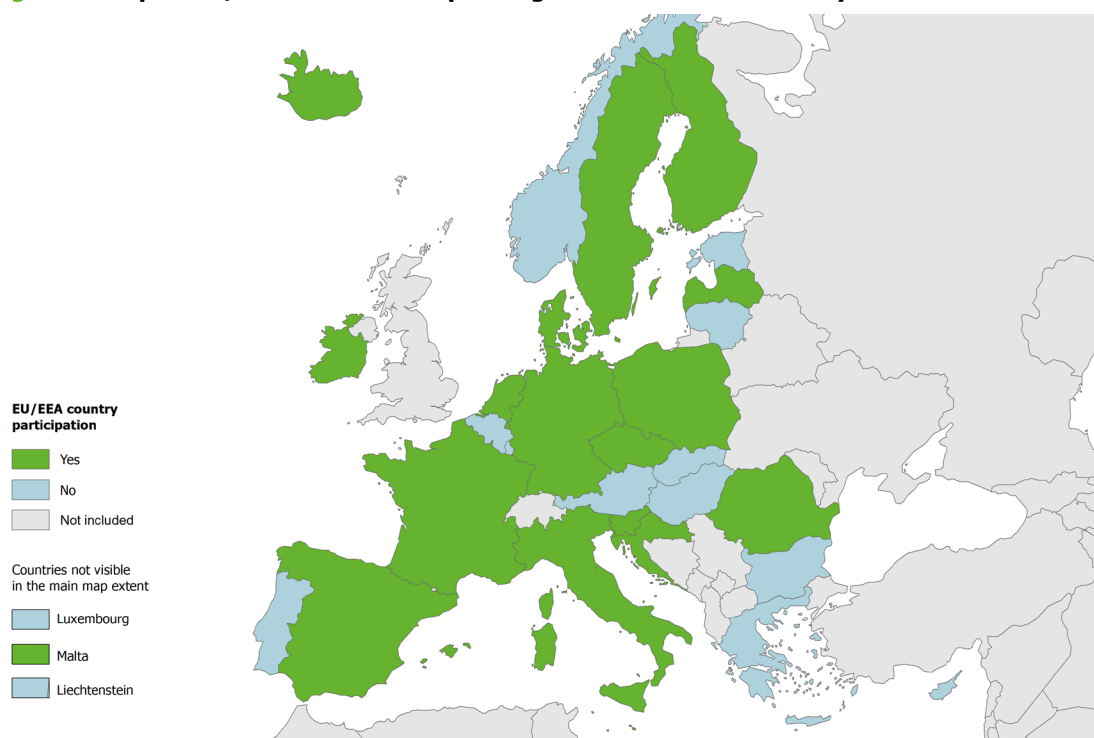 EU/EEA country
participation
Yes
No
Not included
Countries not visible
in the main map extent
Luxembourg
Malta
Liechtenstein